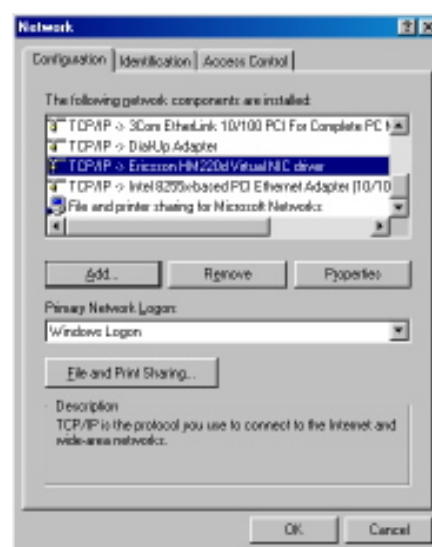 Network
Configuration Identification Access Control
The following network components are installed:
TCP/IP -> 3Com EtherLink 10/100 PCI For Complete PC
TCP/IP -> Dial-Up Adapter
TCP/IP -> Ericsson HM220d Virtual NIC driver
TCP/IP -> Intel 8255x-based PCI Ethernet Adapter (10/10
File and printer sharing for Microsoft Networks
Add... Remove Properties
Primary Network Logon:
Windows Logon
File and Print Sharing...
Description
TCP/IP is the protocol you use to connect to the Internet and
wide-area networks.
OK Cancel